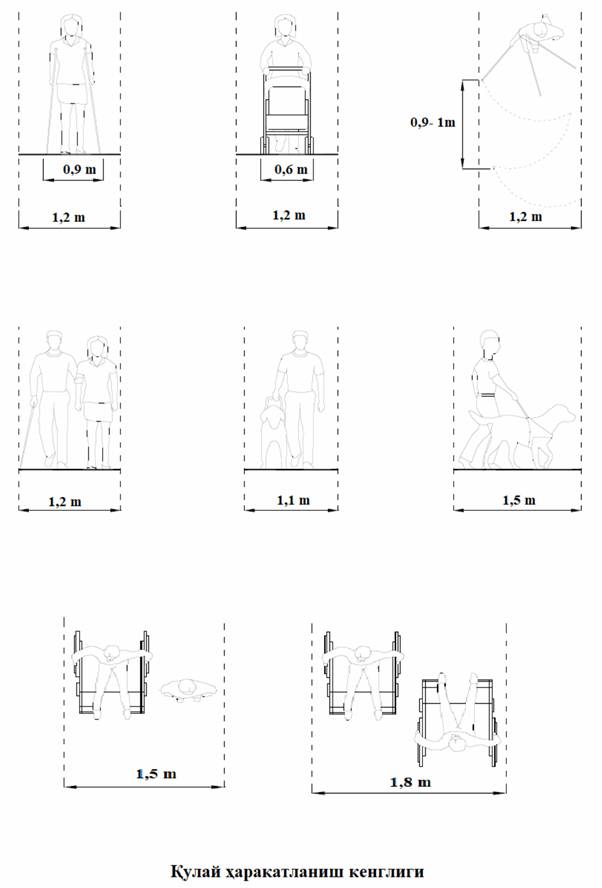 0,9 m
1,2 m
0,6 m
1,2 m
0,9- 1m
1,2 m
1,2 m
1,1 m
1,5 m
1,5 m
1,8 m
Қулай ҳаракатланиш кенглиги